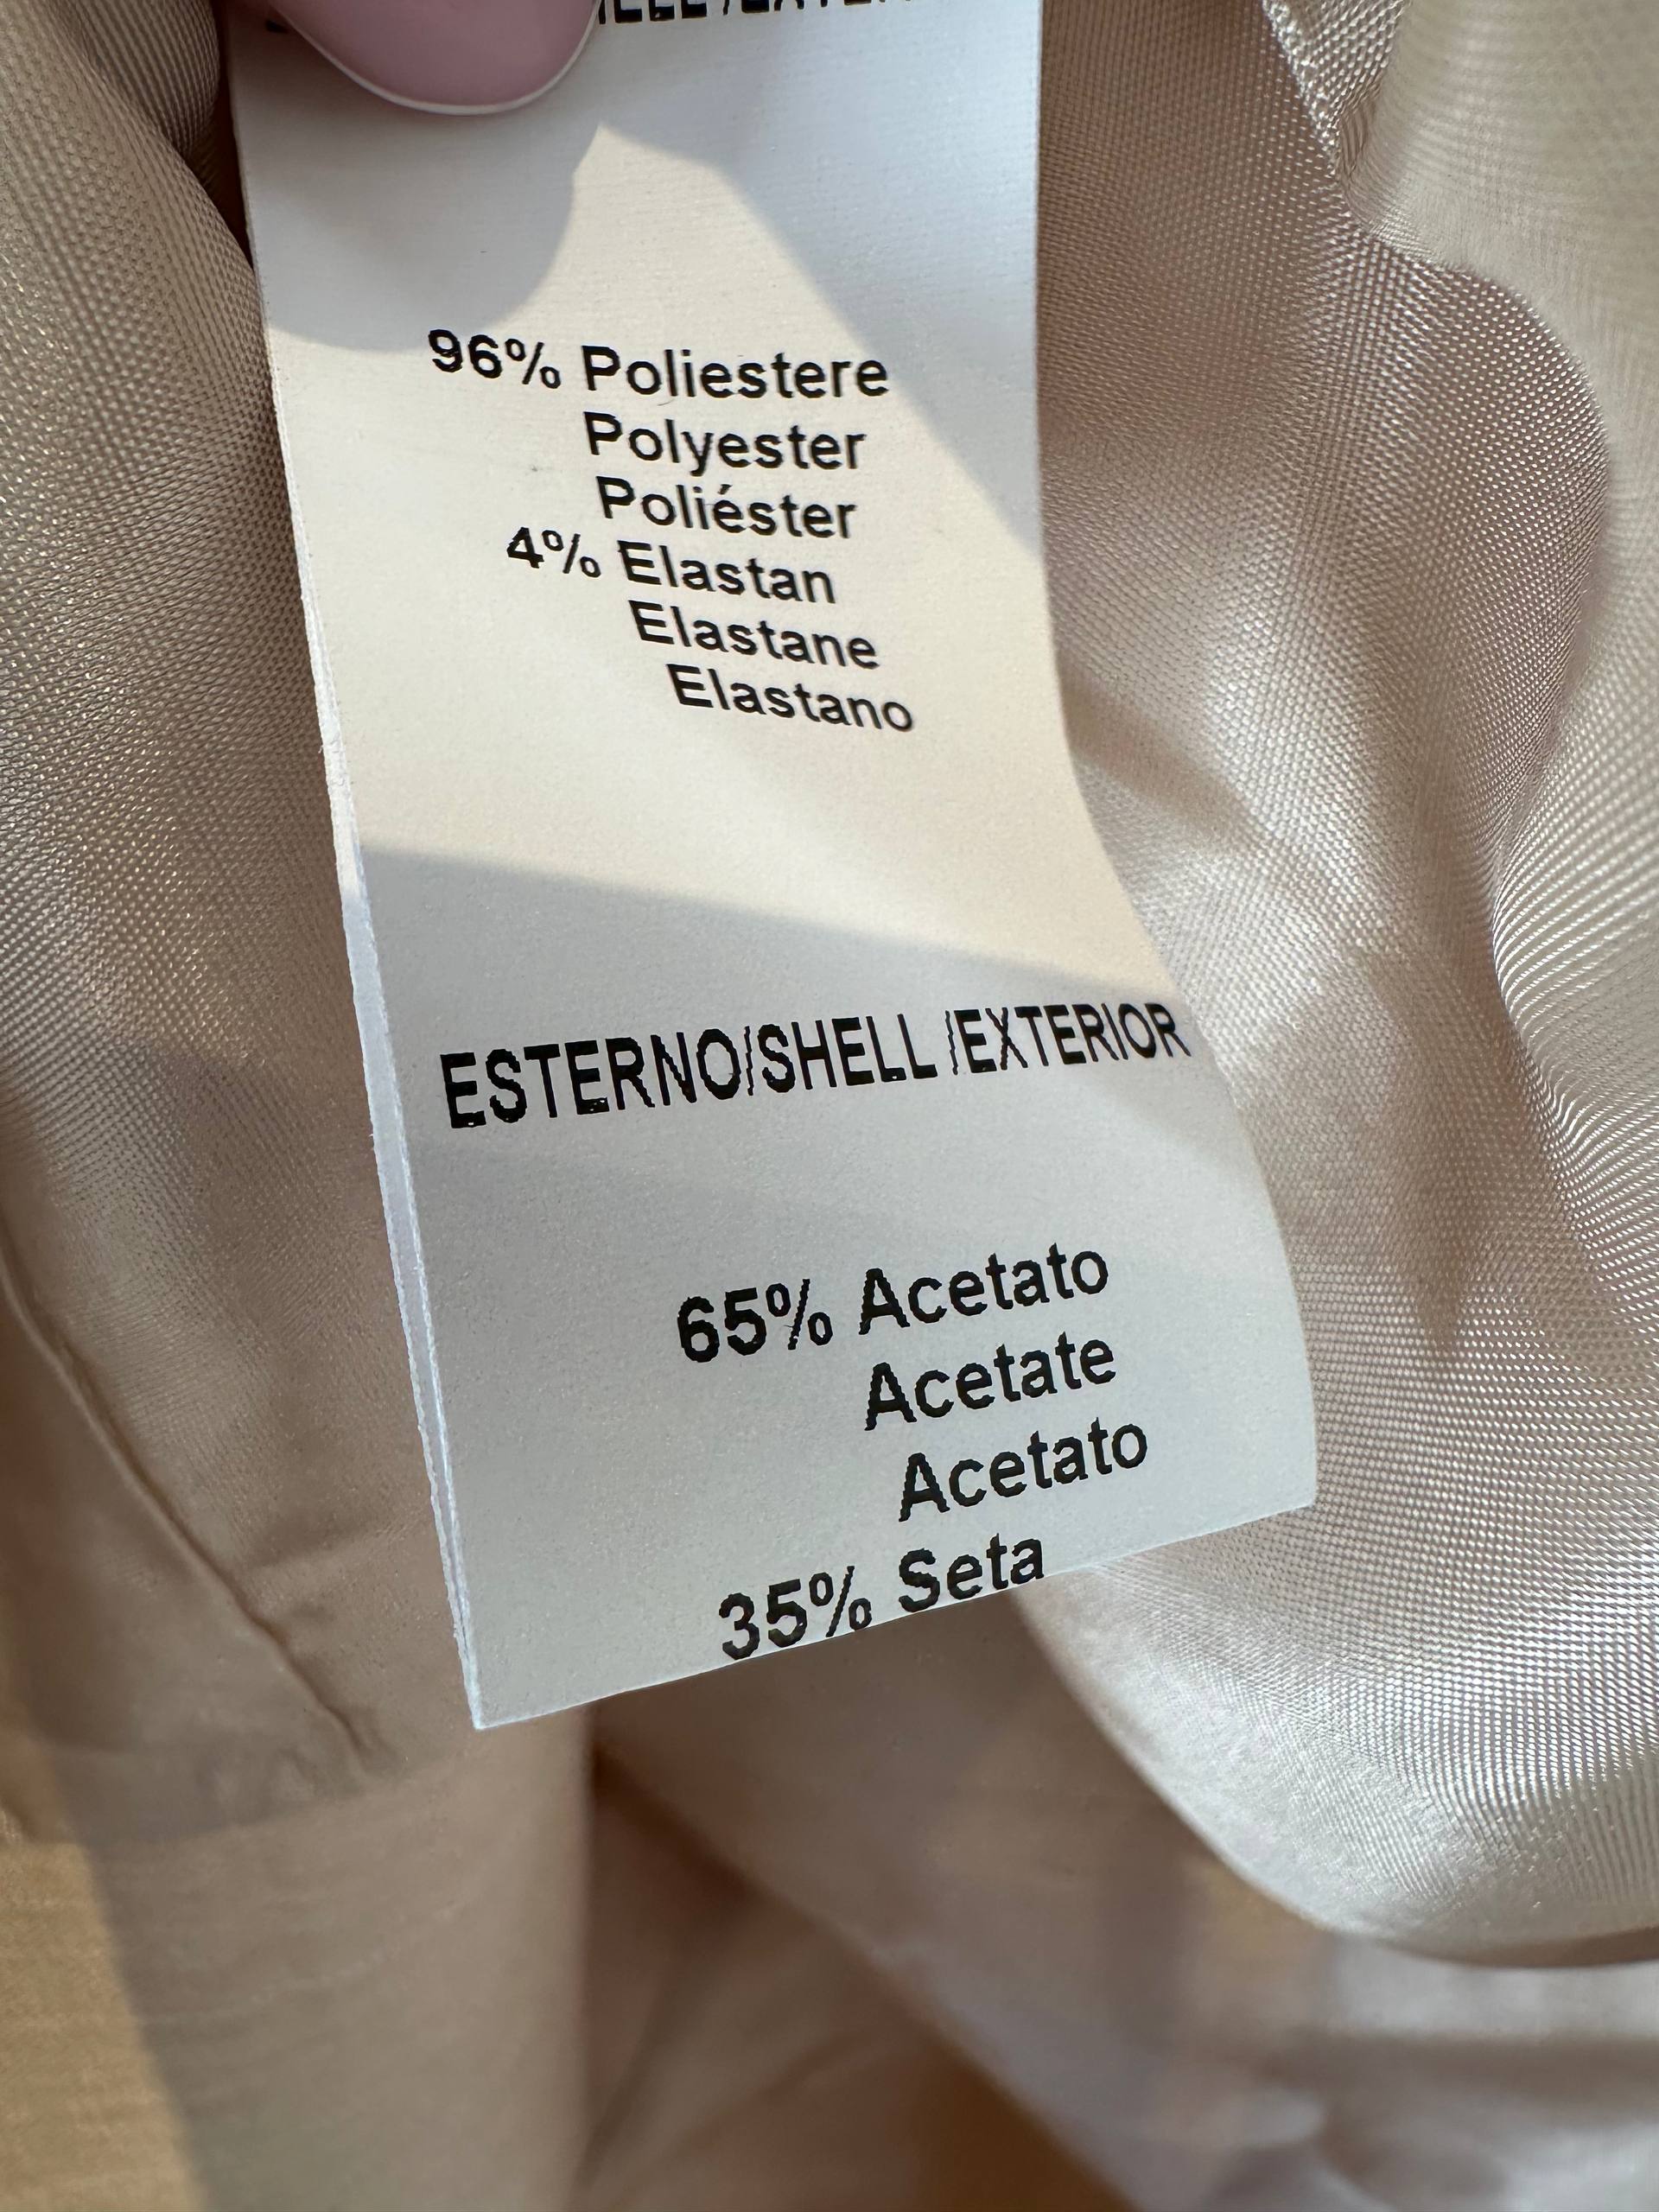 96% Poliestere
Polyester
Poliéster
4% Elastan
Elastane
Elastano
ESTERNO/SHELL /EXTERIOR
65% Acetato
Acetate
Acetato
35% Seta